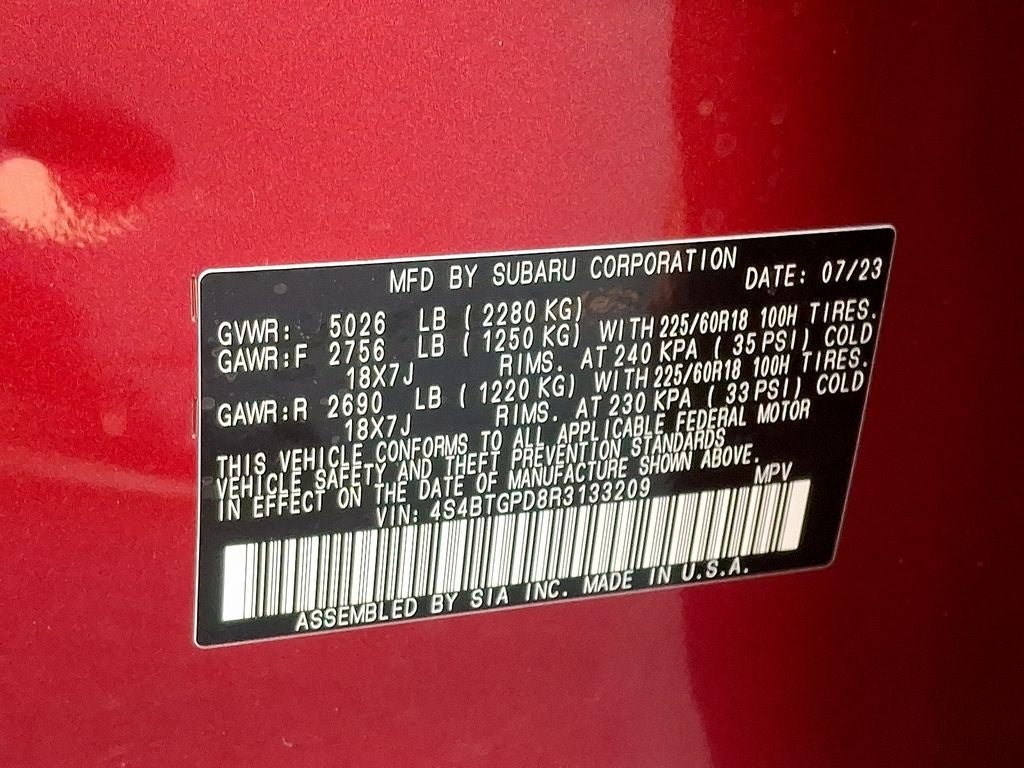 MFD BY SUBARU CORPORATION DATE: 07/23
GVWR: 5026 LB ( 2280 KG)
GAWR:F 2756 LB ( 1250 KG) WITH 225/60R18 100H TIRES.
18X7J RIMS. AT 240 KPA ( 35 PSI) COLD
GAWR:R 2690 LB ( 1220 KG) WITH 225/60R18 100H TIRES.
18X7J RIMS. AT 230 KPA ( 33 PSI) COLD
THIS VEHICLE CONFORMS TO ALL APPLICABLE FEDERAL MOTOR
VEHICLE SAFETY AND THEFT PREVENTION STANDARDS
IN EFFECT ON THE DATE OF MANUFACTURE SHOWN ABOVE.
VIN: 4S4BTGPD8R3133209 MPV
ASSEMBLED BY SIA INC. MADE IN U.S.A.